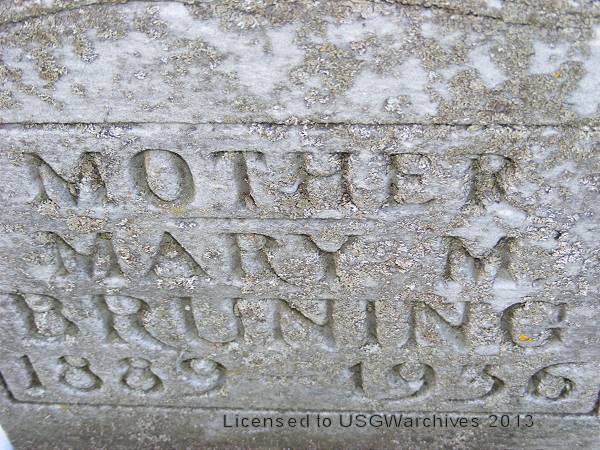 MOTHER
MARY M
BRUNING
1889 1936
Licensed to USGWarchives 2013